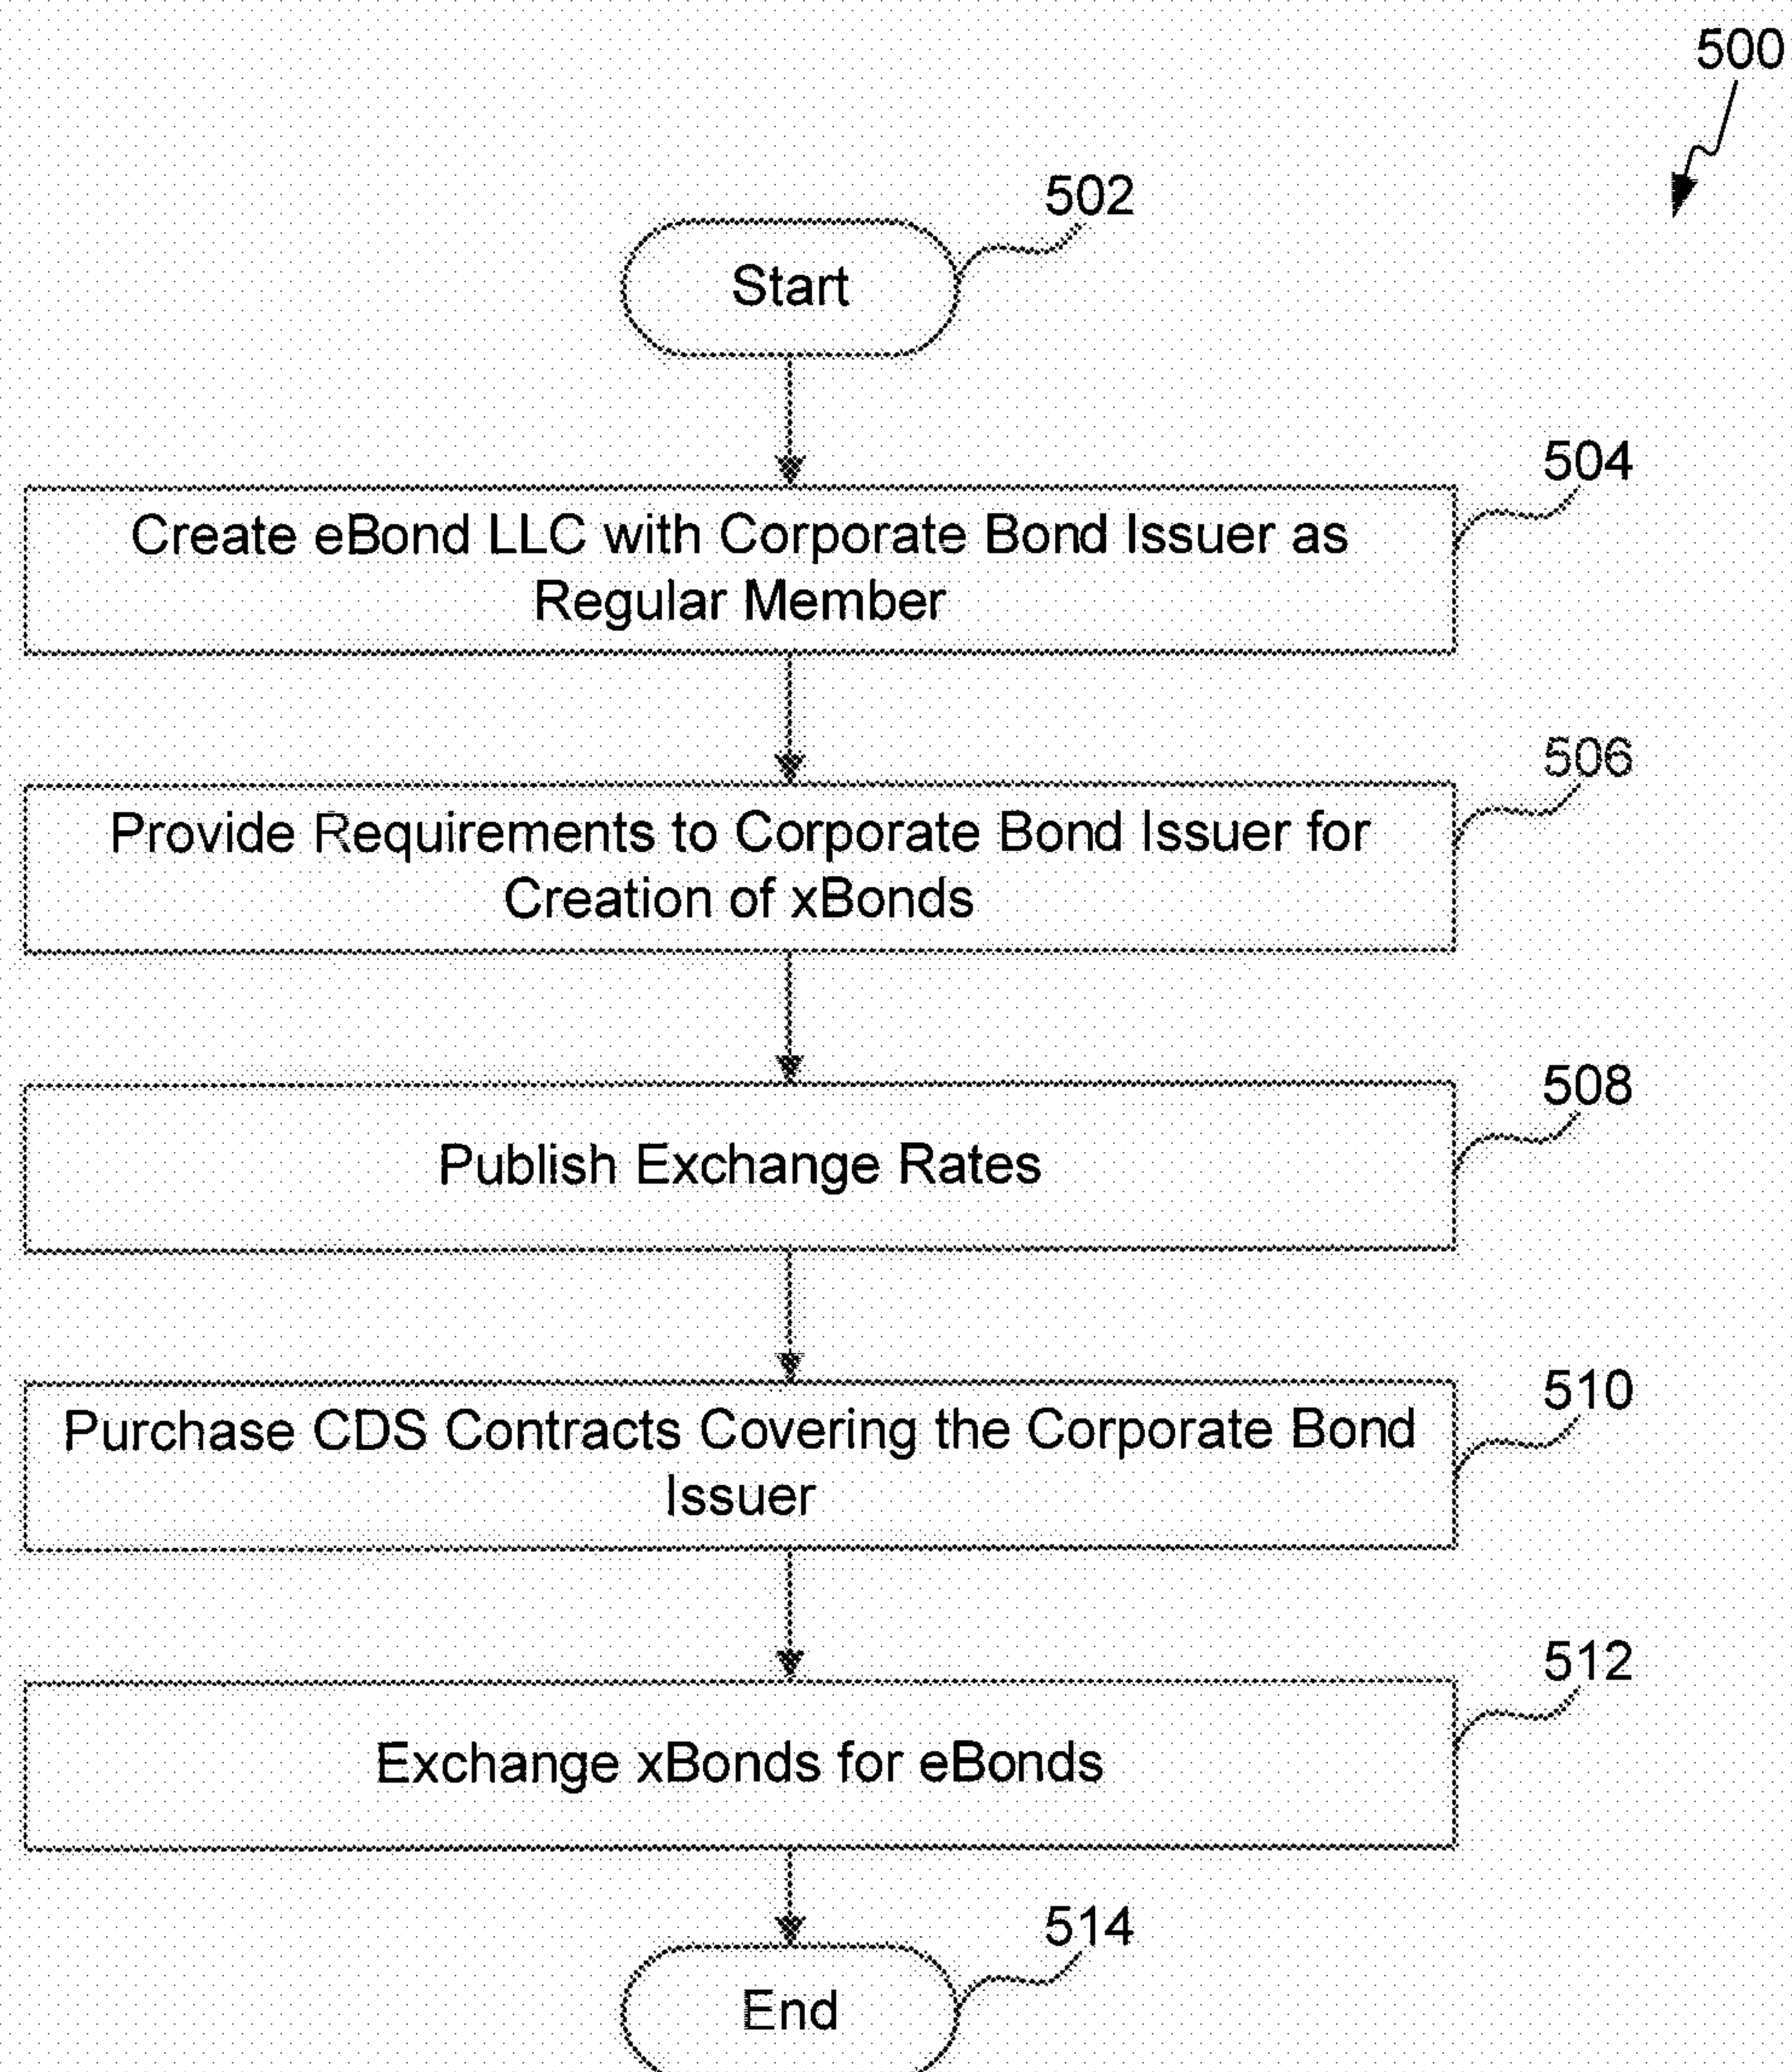 500
502
Start
504
Create eBond LLC with Corporate Bond Issuer as
Regular Member
506
Provide Requirements to Corporate Bond Issuer for
Creation of xBonds
508
Publish Exchange Rates
510
Purchase CDS Contracts Covering the Corporate Bond
Issuer
512
Exchange xBonds for eBonds
514
End